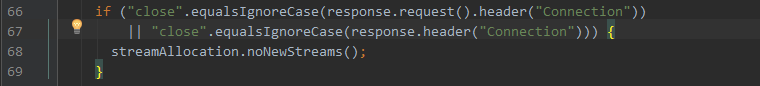 66 if ("close".equalsIgnoreCase(response.request().header("Connection"))
67 || "close".equalsIgnoreCase(response.header("Connection"))) {
68 streamAllocation.noNewStreams();
69 }